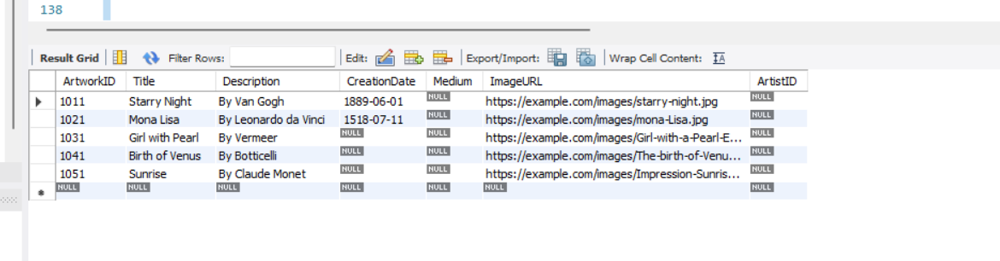 138
Result Grid Filter Rows: Edit: Export/Import: Wrap Cell Content: IA
ArtworkID Title Description CreationDate Medium ImageURL ArtistID
1011 Starry Night By Van Gogh 1889-06-01 NULL https://example.com/images/starry-night.jpg NULL
1021 Mona Lisa By Leonardo da Vinci 1518-07-11 NULL https://example.com/images/mona-Lisa.jpg NULL
1031 Girl with Pearl By Vermeer NULL NULL https://example.com/images/Girl-with-a-Pearl-E... NULL
1041 Birth of Venus By Botticelli NULL NULL https://example.com/images/The-birth-of-Venu... NULL
1051 Sunrise By Claude Monet NULL NULL https://example.com/images/Impression-Sunris... NULL
NULL NULL NULL NULL NULL NULL NULL